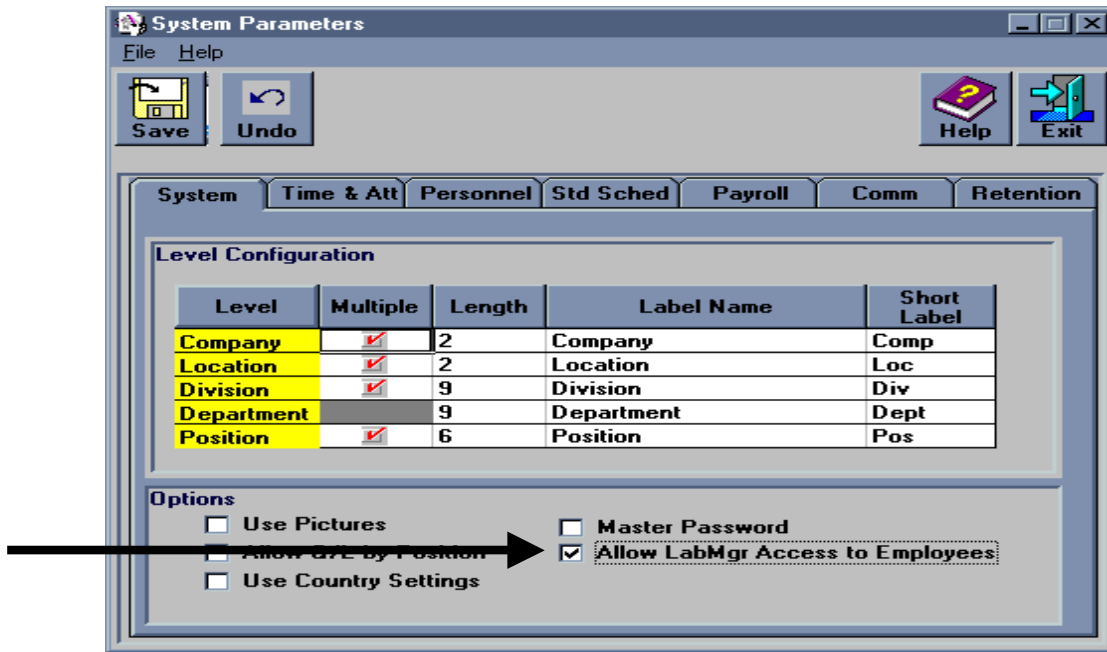 System Parameters
File Help
Save Undo Help Exit
System Time & Att Personnel Std Sched Payroll Comm Retention
Level Configuration
Level Multiple Length Label Name Short Label
Company 2 Company Comp
Location 2 Location Loc
Division 9 Division Div
Department 9 Department Dept
Position 6 Position Pos
Options
Use Pictures Master Password
Allow by Position Allow LabMgr Access to Employees
Use Country Settings